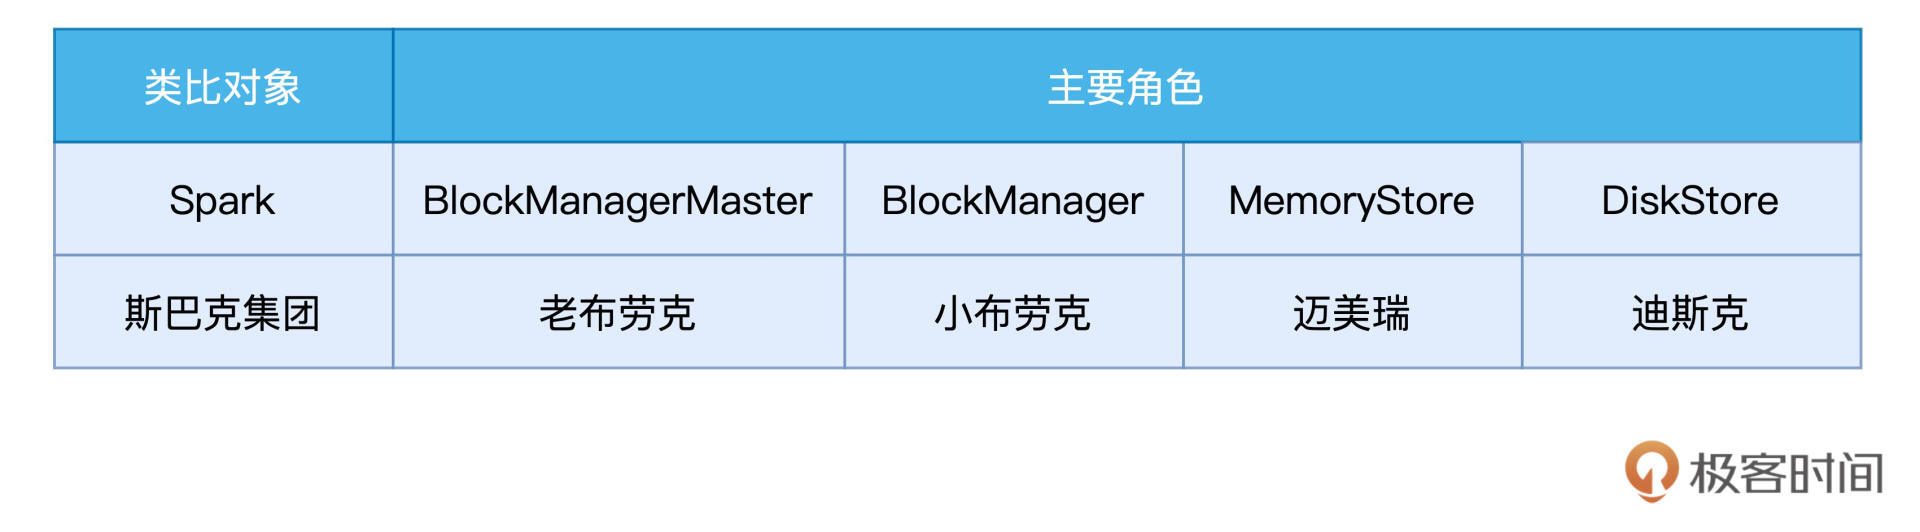 类比对象 主要角色
Spark BlockManagerMaster BlockManager MemoryStore DiskStore
斯巴克集团 老布劳克 小布劳克 迈美瑞 迪斯克
极客时间